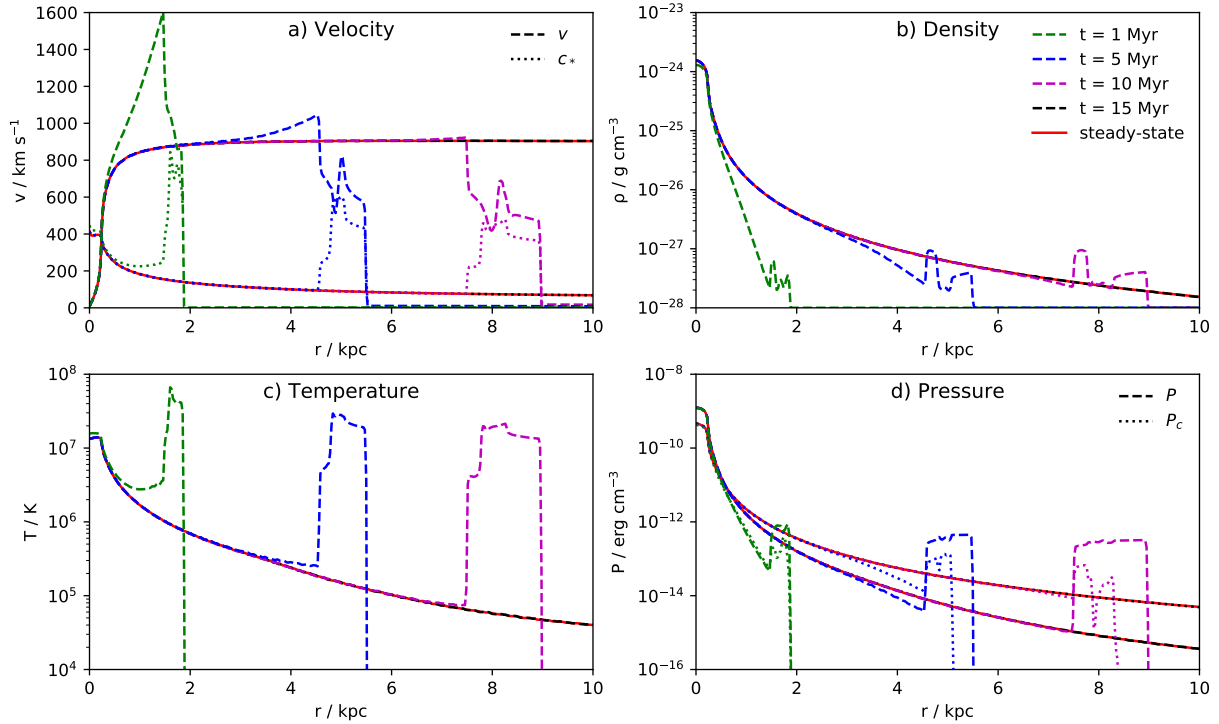 a) Velocity
v
c*
1600
1400
1200
1000
800
600
400
200
0
v / km s⁻¹
0 2 4 6 8 10
r / kpc
b) Density
t = 1 Myr
t = 5 Myr
t = 10 Myr
t = 15 Myr
steady-state
10⁻²³
10⁻²⁴
10⁻²⁵
10⁻²⁶
10⁻²⁷
10⁻²⁸
ρ / g cm⁻³
0 2 4 6 8 10
r / kpc
c) Temperature
10⁸
10⁷
10⁶
10⁵
10⁴
T / K
0 2 4 6 8 10
r / kpc
d) Pressure
P
P_c
10⁻⁸
10⁻¹⁰
10⁻¹²
10⁻¹⁴
10⁻¹⁶
P / erg cm⁻³
0 2 4 6 8 10
r / kpc